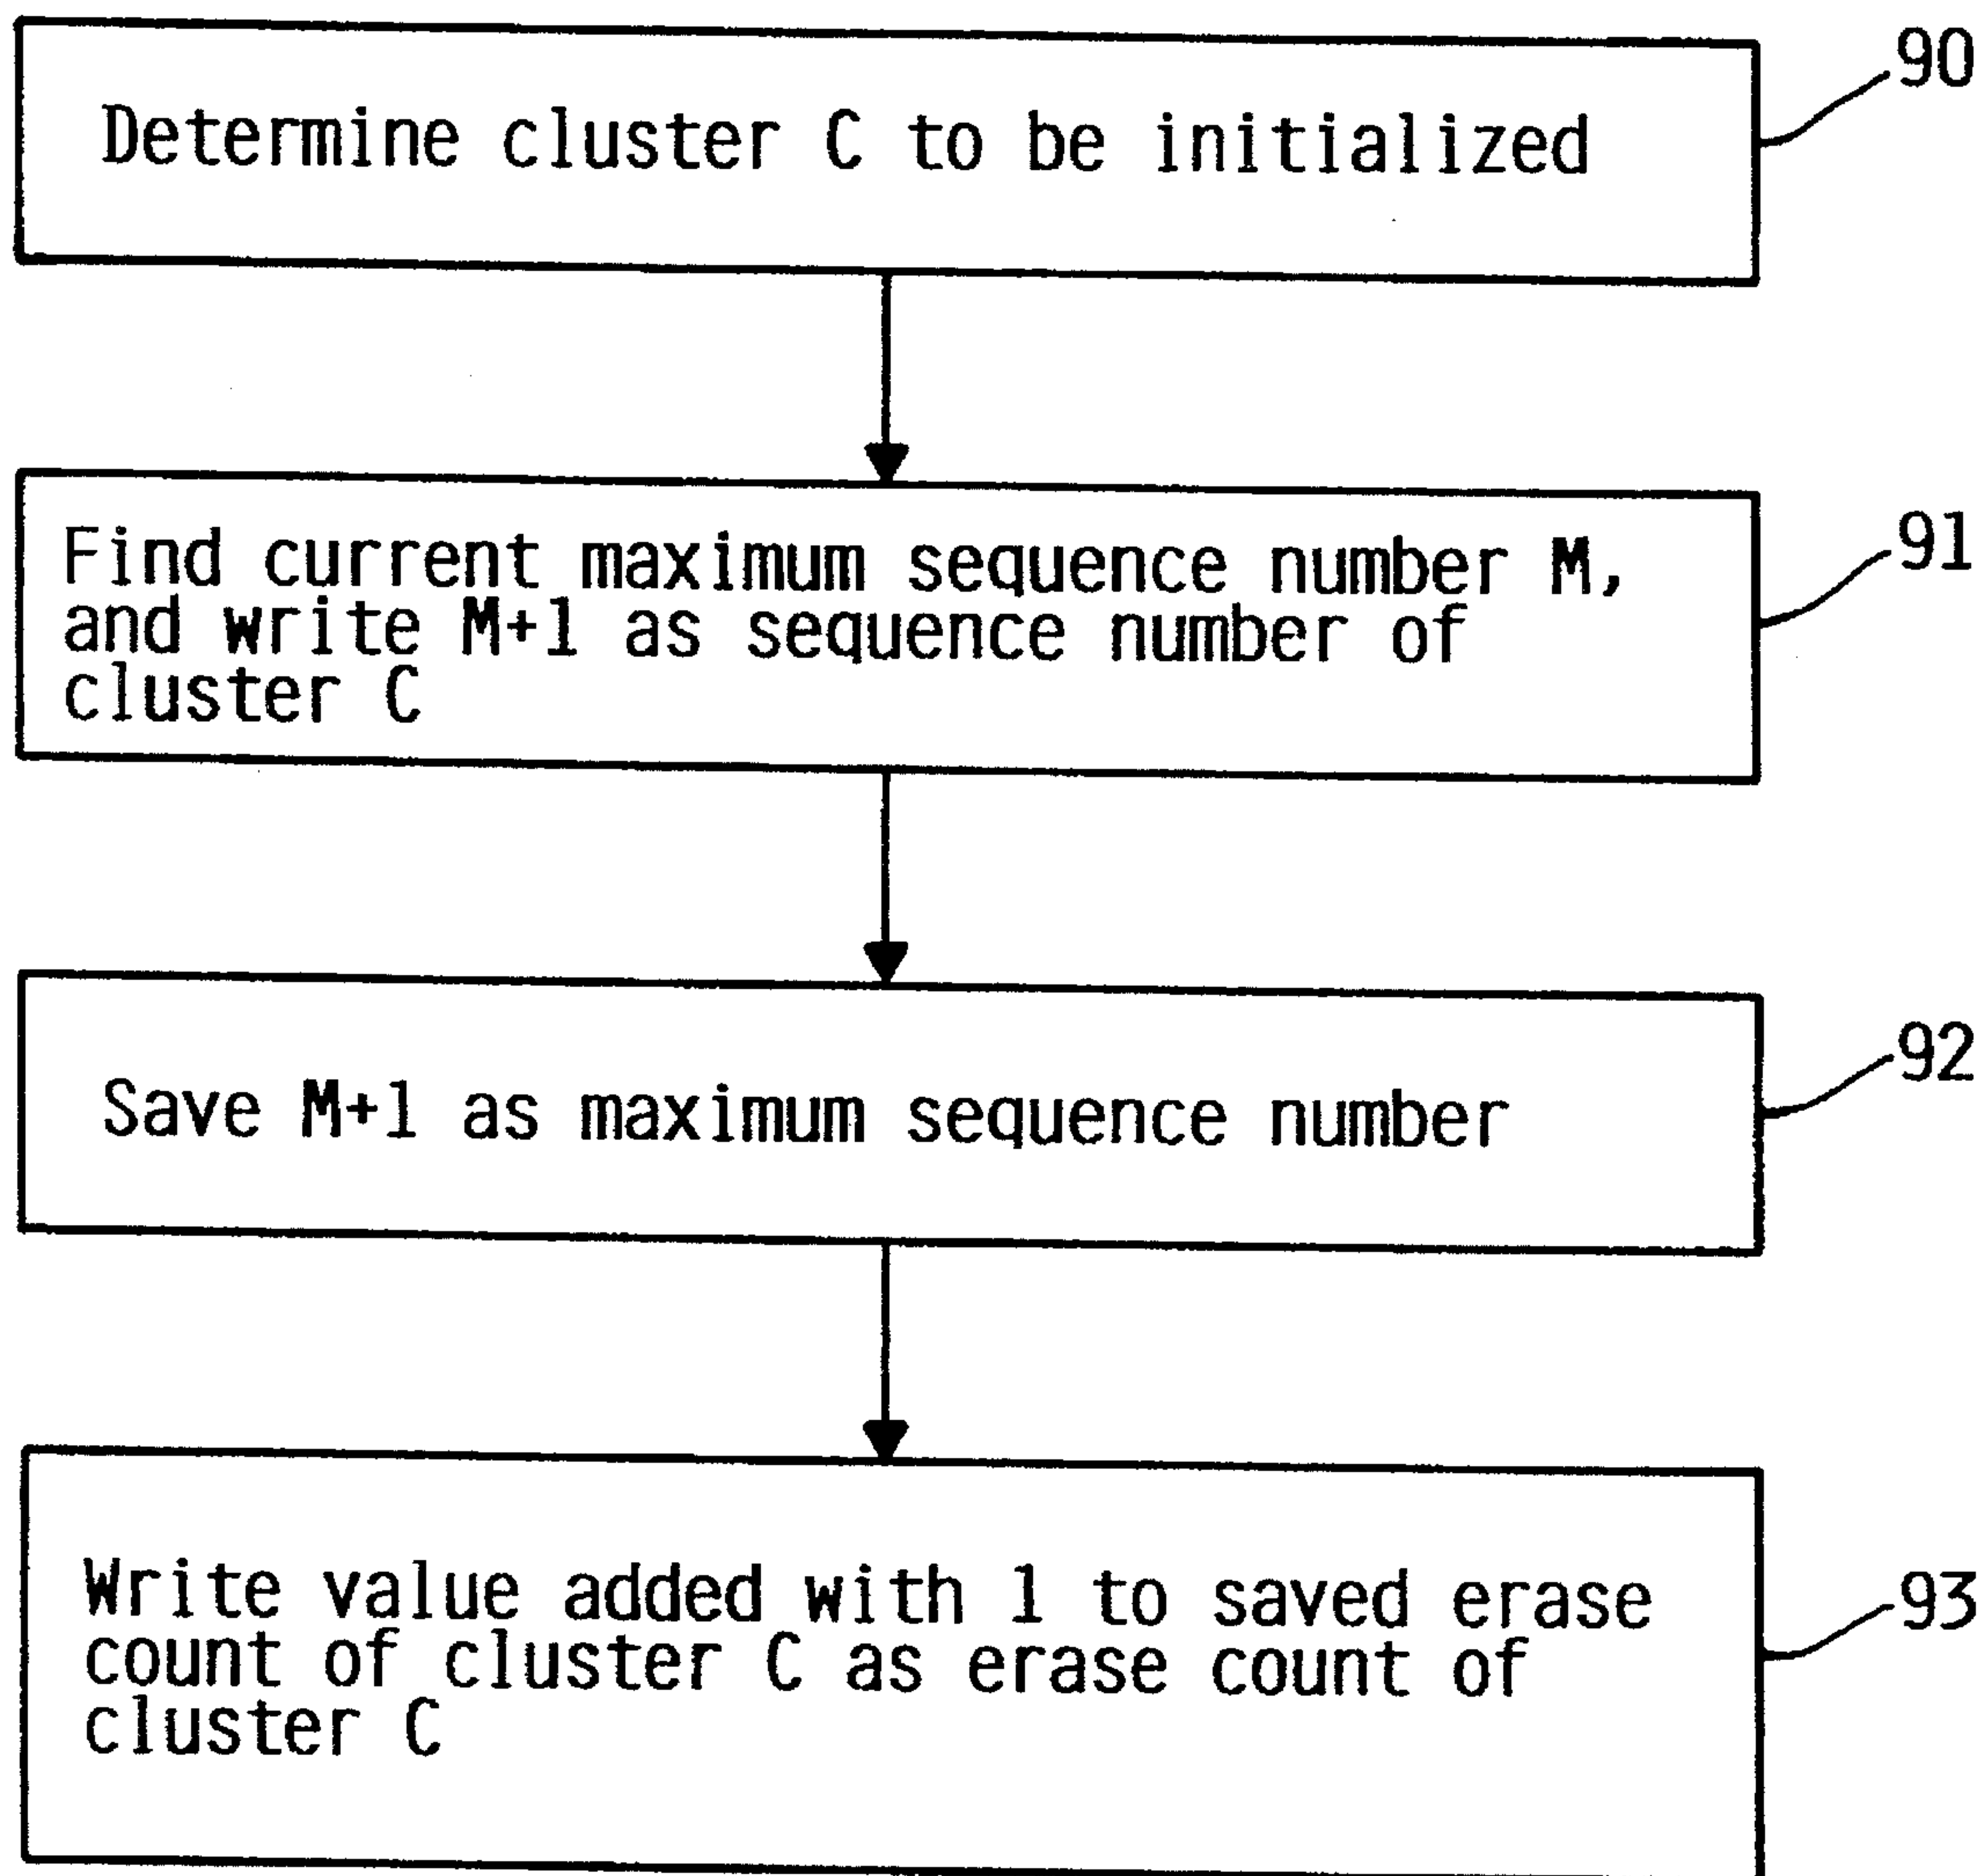 90
Determine cluster C to be initialized
91
Find current maximum sequence number M,
and write M+1 as sequence number of
cluster C
92
Save M+1 as maximum sequence number
93
Write value added with 1 to saved erase
count of cluster C as erase count of
cluster C